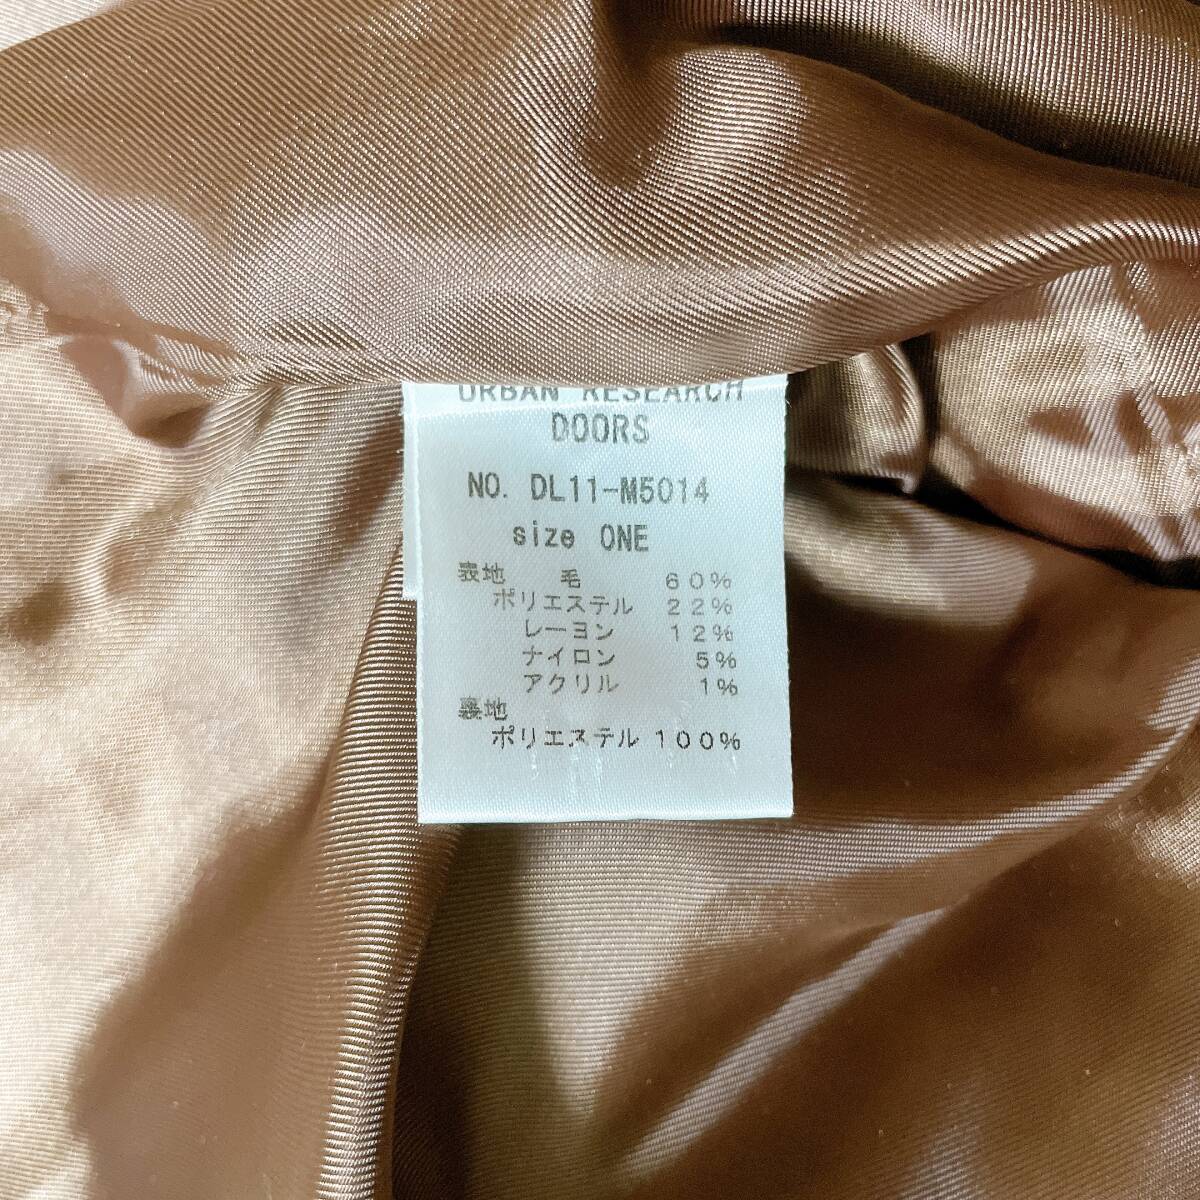 URBAN RESEARCH
DOORS
NO. DL11-M5014
size ONE
表地 毛 60%
ポリエステル 22%
レーヨン 12%
ナイロン 5%
アクリル 1%
裏地
ポリエステル 100%